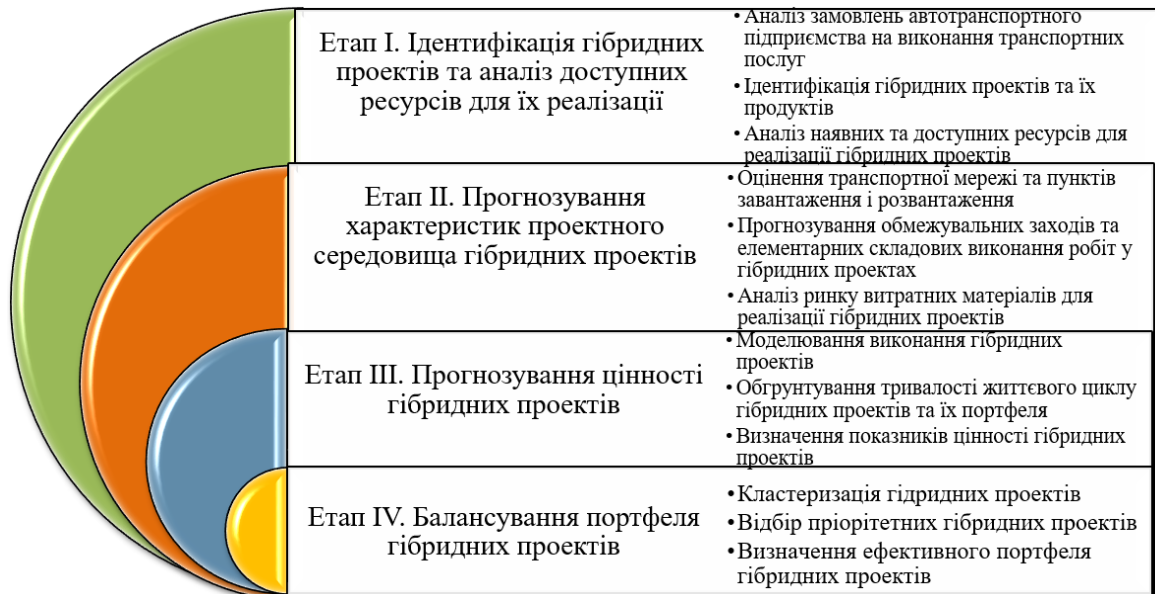 Етап І. Ідентифікація гібридних
проектів та аналіз доступних
ресурсів для їх реалізації
•Аналіз замовлень автотранспортного
підприємства на виконання транспортних
послуг
•Ідентифікація гібридних проектів та їх
продуктів
•Аналіз наявних та доступних ресурсів для
реалізації гібридних проектів
Етап ІІ. Прогнозування
характеристик проектного
середовища гібридних проектів
•Оцінення транспортної мережі та пунктів
завантаження і розвантаження
•Прогнозування обмежувальних заходів та
елементарних складових виконання робіт у
гібридних проектах
•Аналіз ринку витратних матеріалів для
реалізації гібридних проектів
Етап ІІІ. Прогнозування цінності
гібридних проектів
•Моделювання виконання гібридних
проектів
•Обгрунтування тривалості життєвого циклу
гібридних проектів та їх портфеля
•Визначення показників цінності гібридних
проектів
Етап IV. Балансування портфеля
гібридних проектів
•Кластеризація гідридних проектів
•Відбір пріорітетних гібридних проектів
•Визначення ефективного портфеля
гібридних проектів